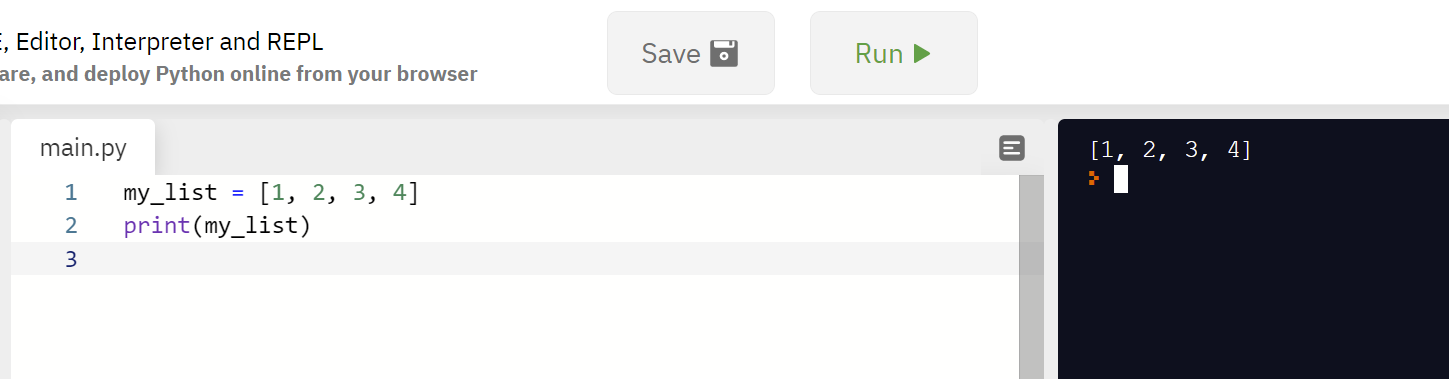 , Editor, Interpreter and REPL
are, and deploy Python online from your browser
Save
Run
main.py
1 my_list = [1, 2, 3, 4]
2 print(my_list)
3
[1, 2, 3, 4]